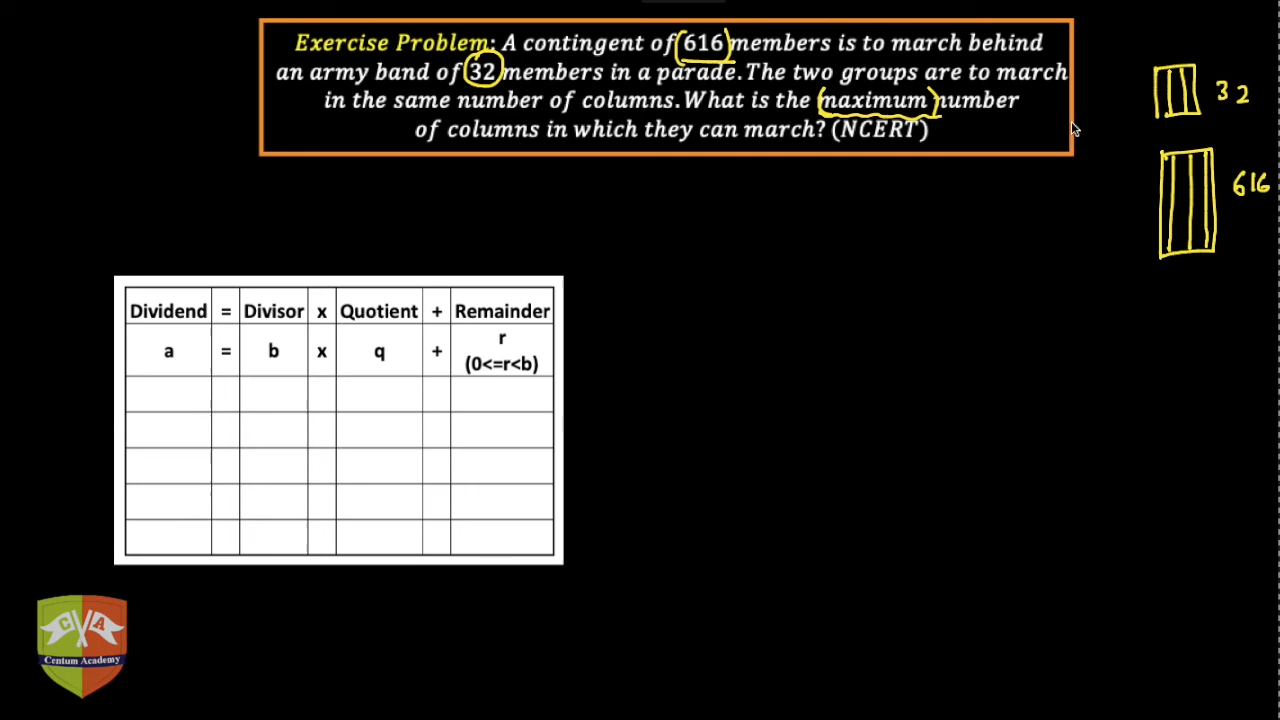 Exercise Problem: A contingent of 616 members is to march behind
an army band of 32 members in a parade. The two groups are to march
in the same number of columns. What is the maximum number
of columns in which they can march? (NCERT)
32
616
Dividend = Divisor x Quotient + Remainder
a = b x q + r
(0<=r<b)
C A
Centum Academy